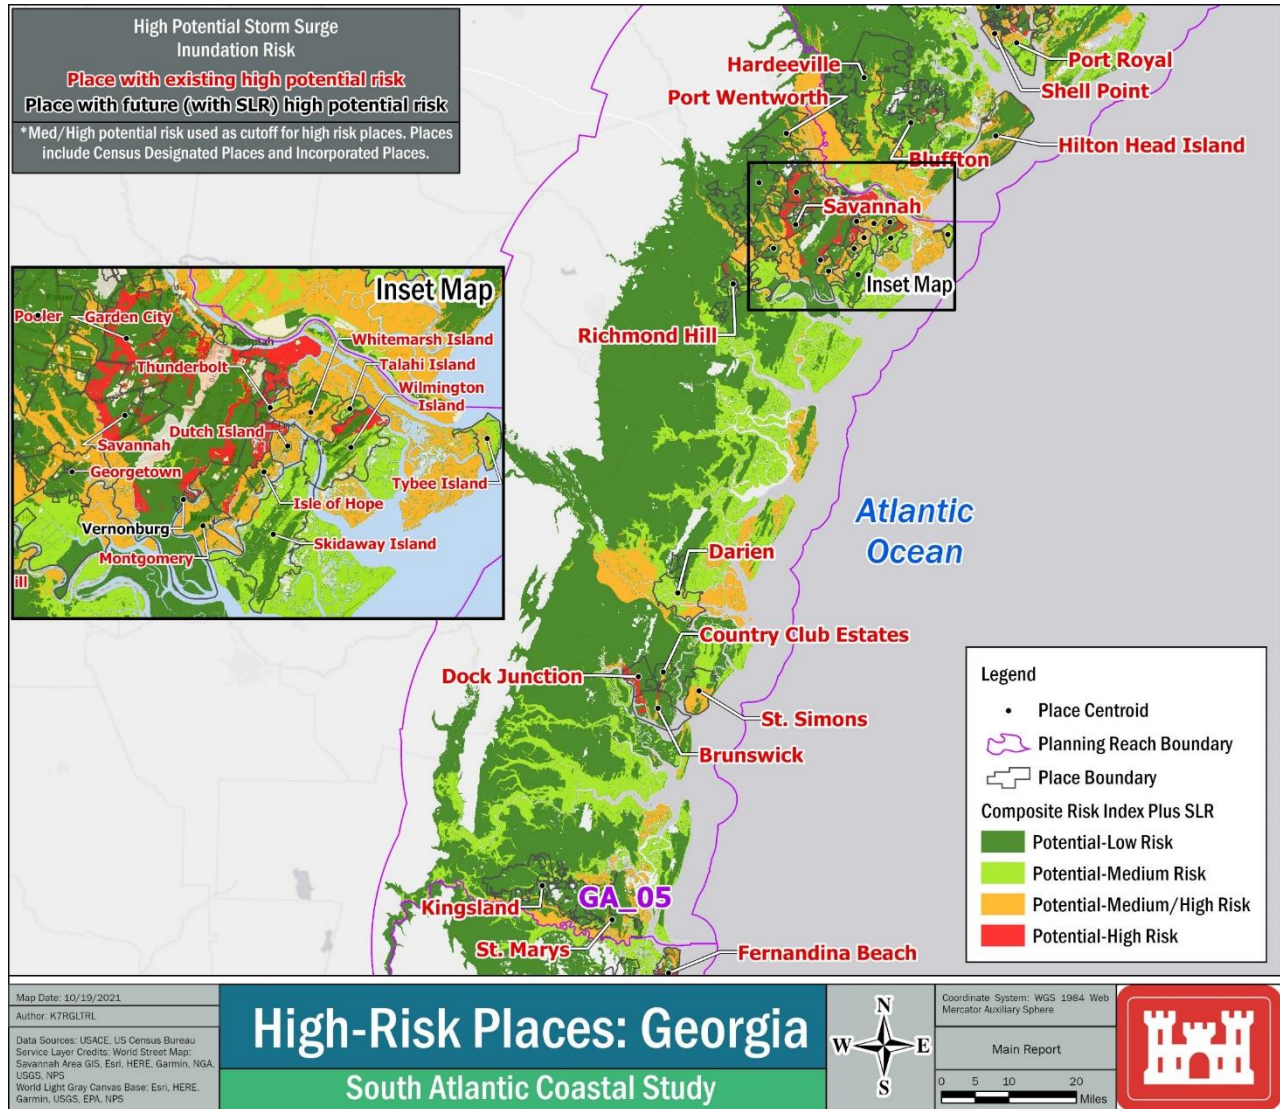 High Potential Storm Surge
Inundation Risk
Place with existing high potential risk
Place with future (with SLR) high potential risk
*Med/High potential risk used as cutoff for high risk places. Places
include Census Designated Places and Incorporated Places.
Hardeeville
Port Wentworth
Port Royal
Shell Point
Hilton Head Island
Bluffton
Savannah
Inset Map
Richmond Hill
Inset Map
Pooler
Garden City
Whitemarsh Island
Talahi Island
Thunderbolt
Wilmington
Island
Dutch Island
Savannah
Georgetown
Tybee Island
Isle of Hope
Vernonburg
Skidaway Island
Montgomery
ill
Atlantic
Ocean
Darien
Country Club Estates
Dock Junction
St. Simons
Brunswick
Kingsland
GA_05
St. Marys
Fernandina Beach
Legend
Place Centroid
Planning Reach Boundary
Place Boundary
Composite Risk Index Plus SLR
Potential-Low Risk
Potential-Medium Risk
Potential-Medium/High Risk
Potential-High Risk
Map Date: 10/19/2021
Author: K7RGLTRL
Data Sources: USACE, US Census Bureau
Service Layer Credits: World Street Map:
Savannah Area GIS, Esri, HERE, Garmin, NGA,
USGS, NPS
World Light Gray Canvas Base: Esri, HERE,
Garmin, USGS, EPA, NPS
High-Risk Places: Georgia
South Atlantic Coastal Study
N
W E
S
Coordinate System: WGS 1984 Web
Mercator Auxiliary Sphere
Main Report
0 5 10 20
Miles